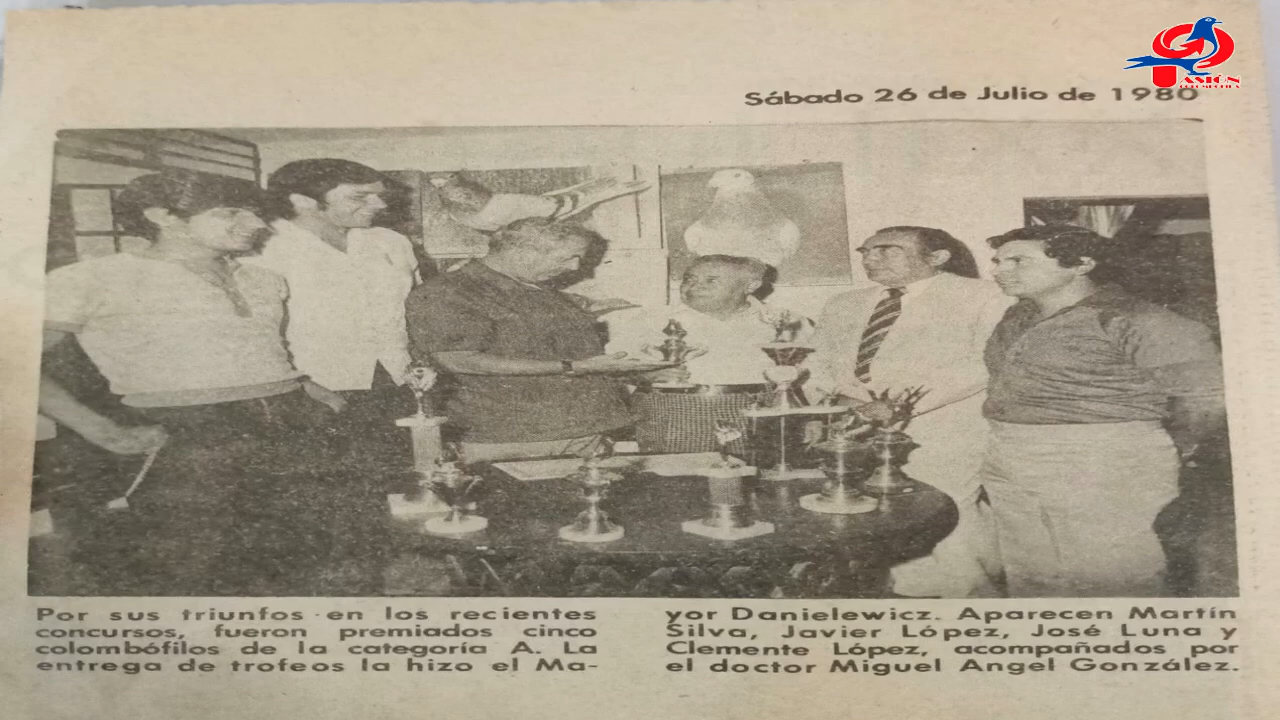 PASIÓN
COLOMBOFILA
Sábado 26 de Julio de 1980
Por sus triunfos en los recientes
concursos, fueron premiados cinco
colombófilos de la categoría A. La
entrega de trofeos la hizo el Ma-
yor Danielewicz. Aparecen Martín
Silva, Javier López, José Luna y
Clemente López, acompañados por
el doctor Miguel Angel González.